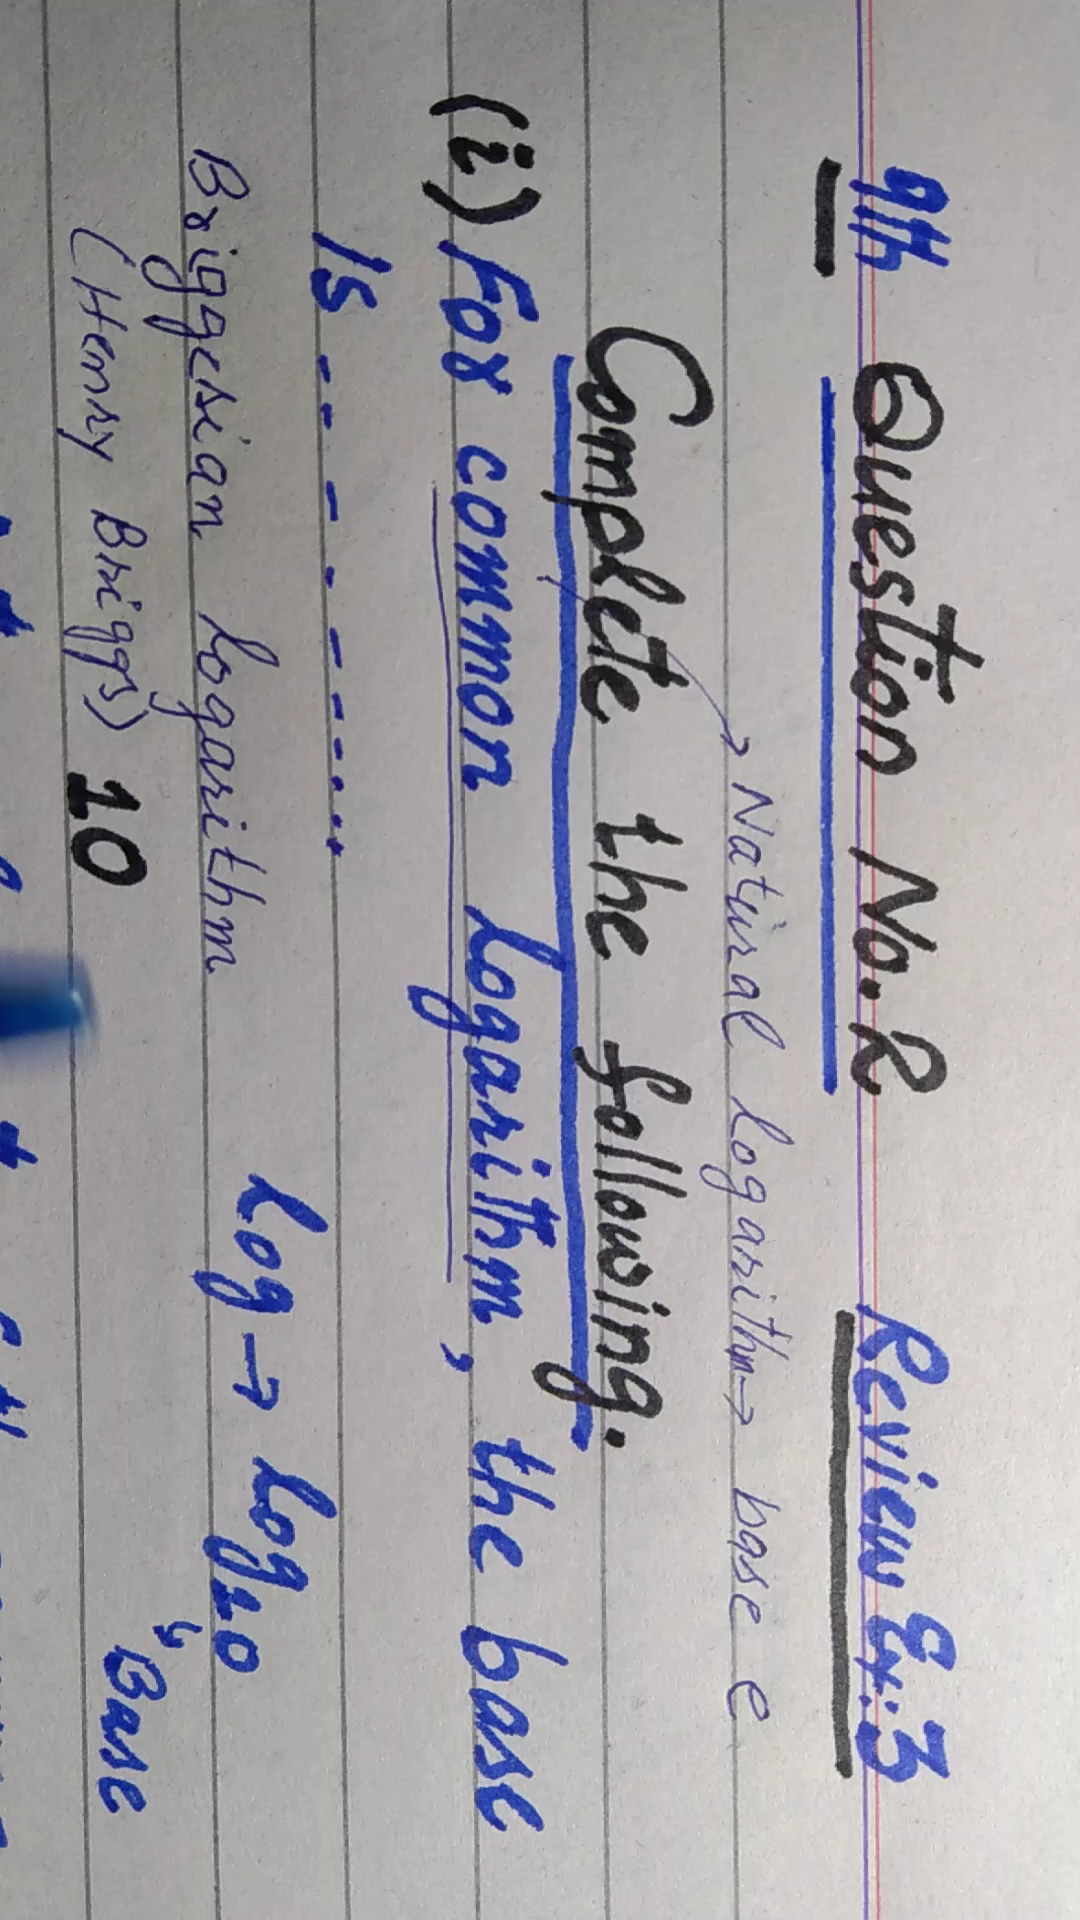 9th Question No. 2 Review Ex: 3
→ Natural logarithm → base e
Complete the following.
(i) For common logarithm, the base
is ..........
Briggesian logarithm log → log10
(Henry Briggs) 10 Base